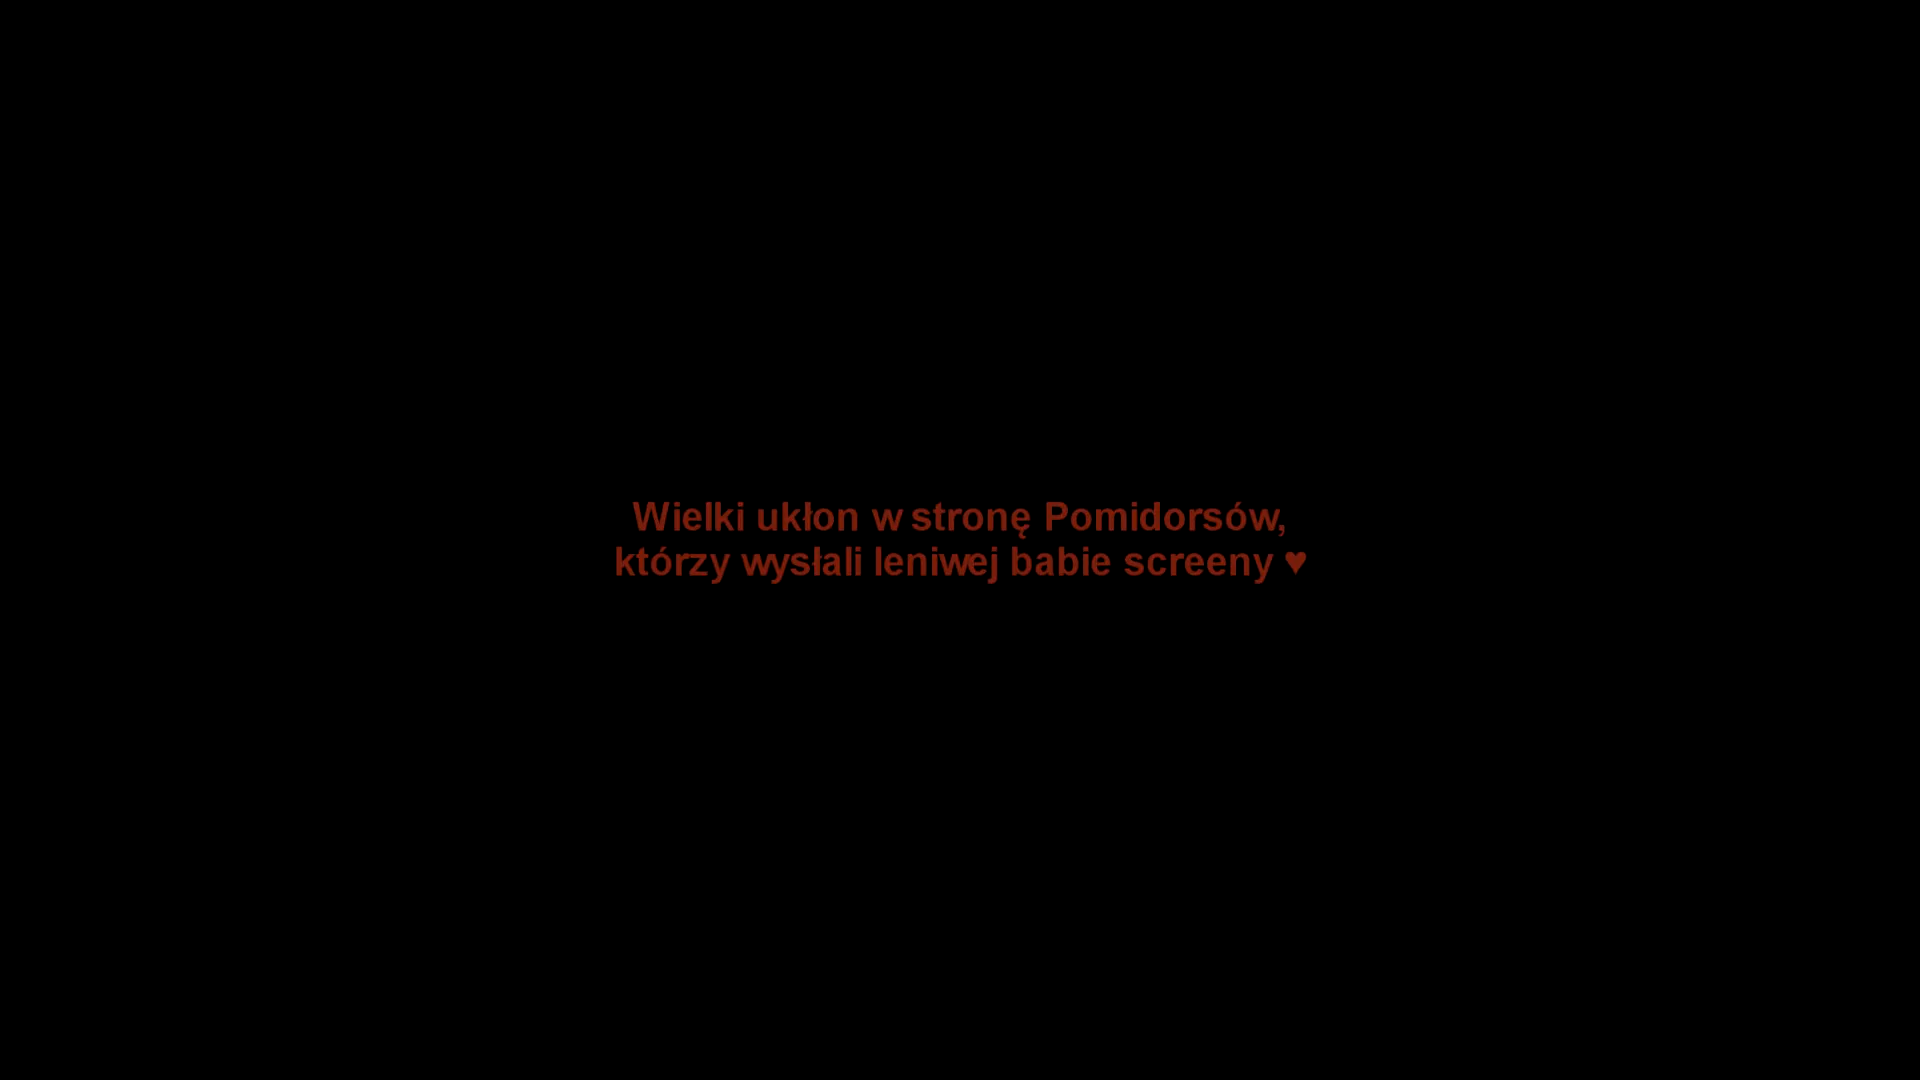 Wielki ukłon w stronę Pomidorsów,
którzy wysłali leniwej babie screeny ♥